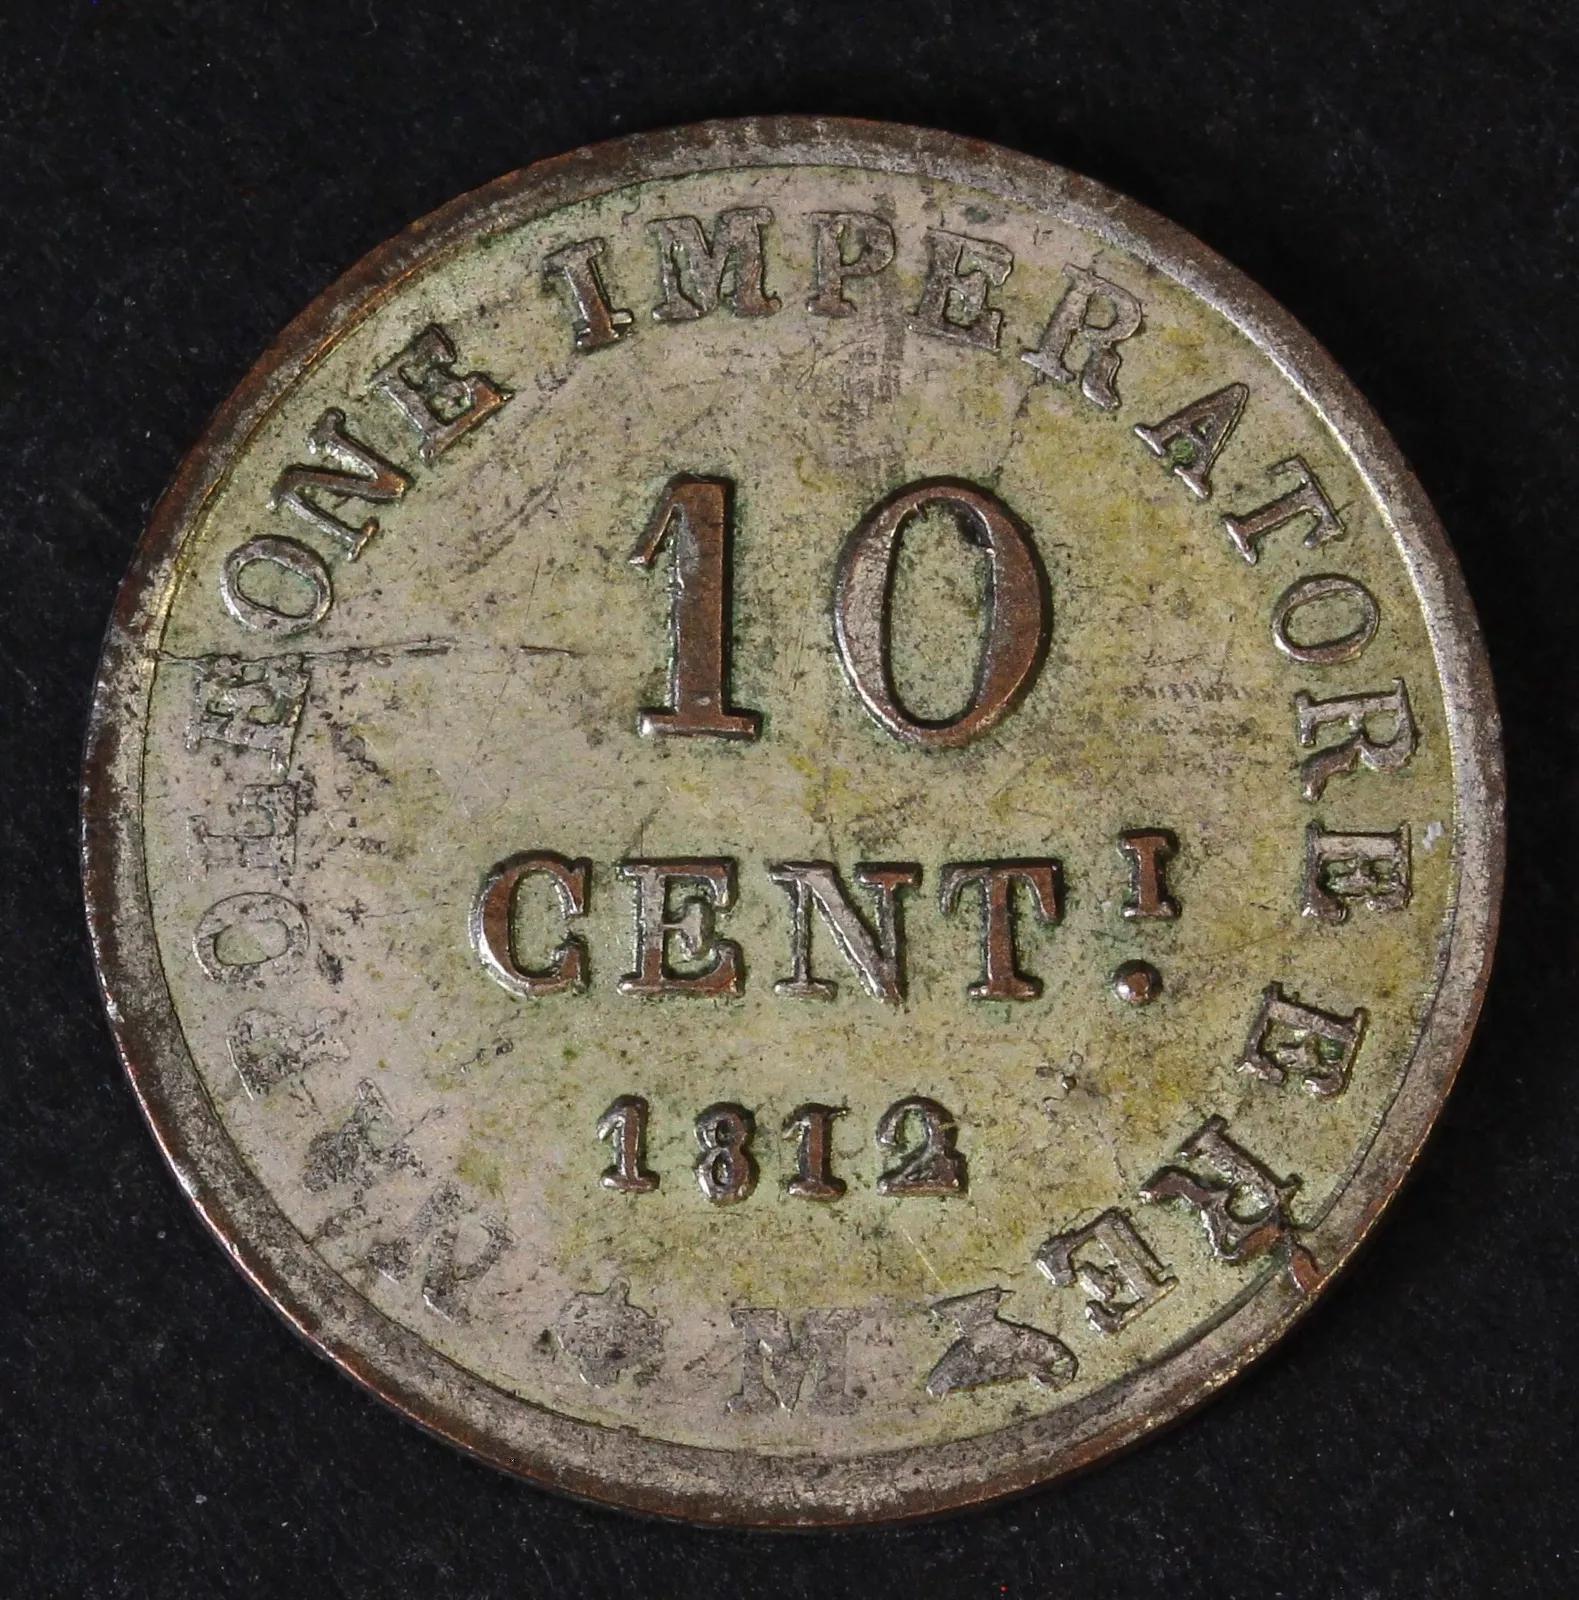 NAPOLEONE IMPERATORE E RE
10
CENT.ᴵ
1812
M